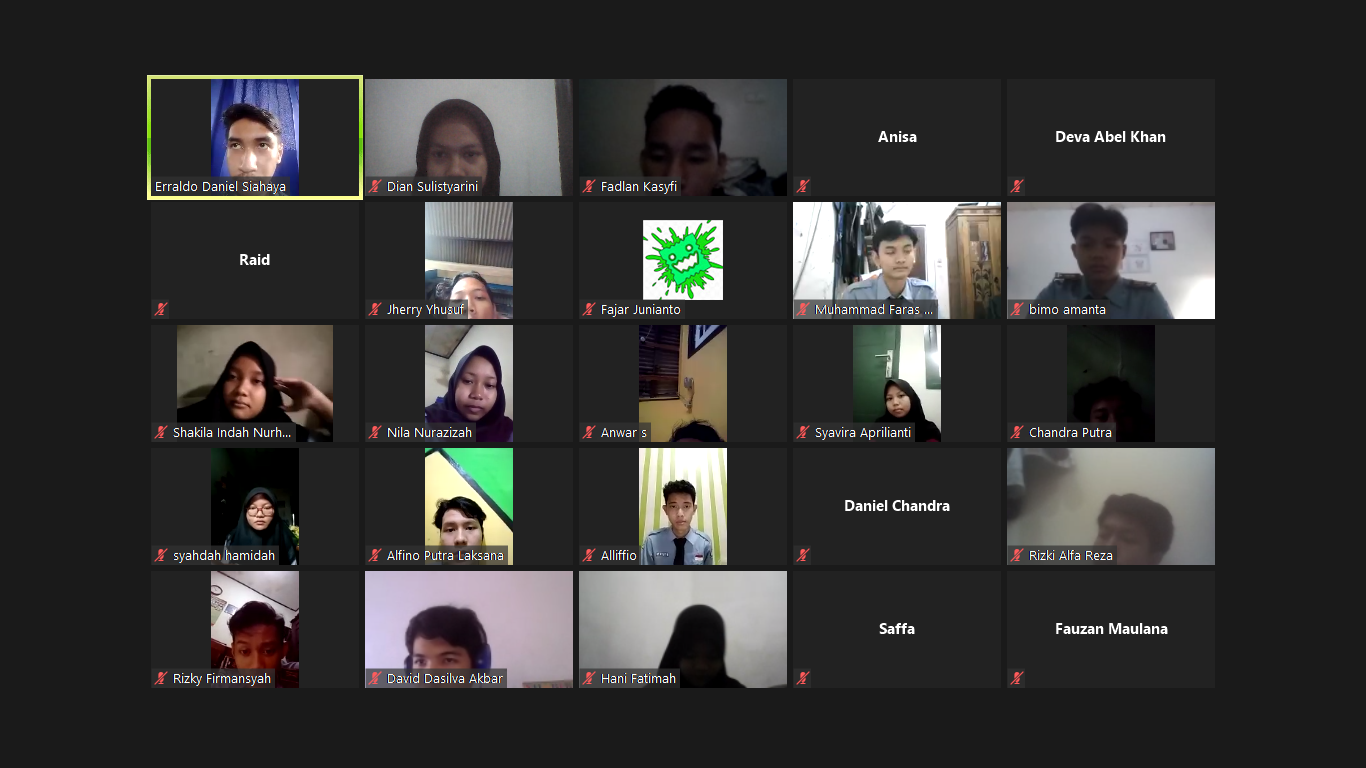 Erraldo Daniel Siahaya
Dian Sulistyarini
Fadlan Kasyfi
Anisa
Deva Abel Khan
Raid
Jherry Yhusuf
Fajar Junianto
Muhammad Faras ...
bimo amanta
Shakila Indah Nurh...
Nila Nurazizah
Anwar s
Syavira Aprilianti
Chandra Putra
syahdah hamidah
Alfino Putra Laksana
Alliffio
Daniel Chandra
Rizki Alfa Reza
Rizky Firmansyah
David Dasilva Akbar
Hani Fatimah
Saffa
Fauzan Maulana